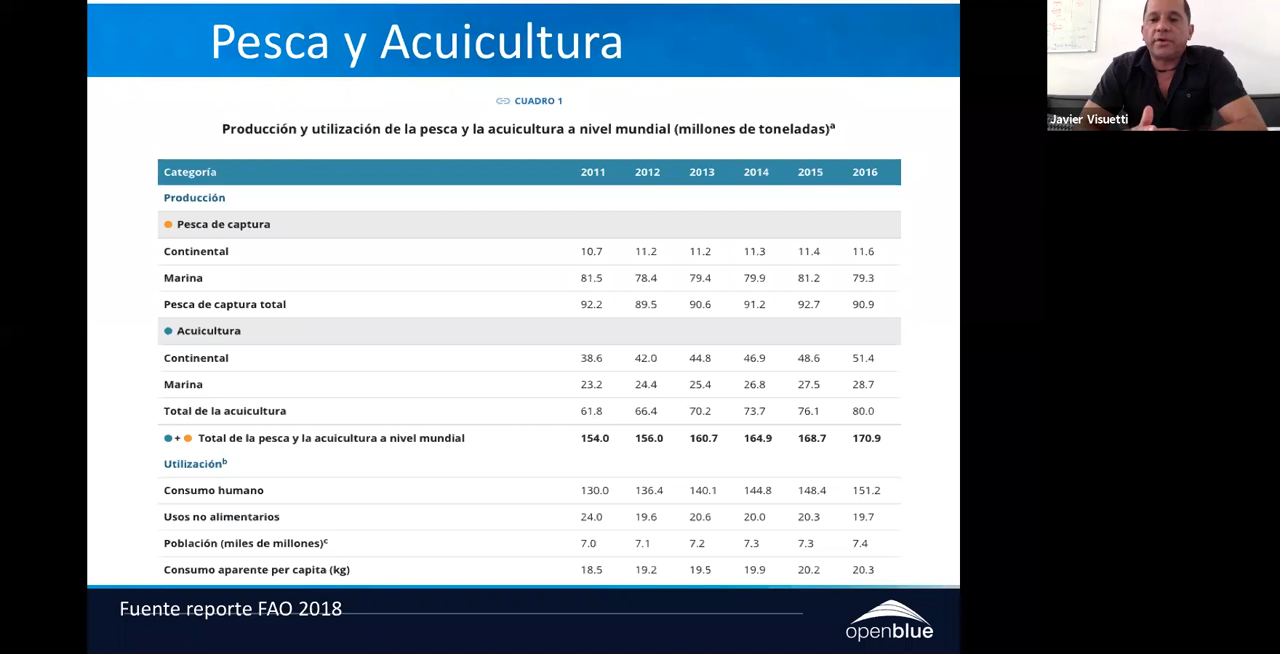 Pesca y Acuicultura
Javier Visuetti
CUADRO 1
Producción y utilización de la pesca y la acuicultura a nivel mundial (millones de toneladas)ª
Categoría 2011 2012 2013 2014 2015 2016
Producción
Pesca de captura
Continental 10.7 11.2 11.2 11.3 11.4 11.6
Marina 81.5 78.4 79.4 79.9 81.2 79.3
Pesca de captura total 92.2 89.5 90.6 91.2 92.7 90.9
Acuicultura
Continental 38.6 42.0 44.8 46.9 48.6 51.4
Marina 23.2 24.4 25.4 26.8 27.5 28.7
Total de la acuicultura 61.8 66.4 70.2 73.7 76.1 80.0
+ Total de la pesca y la acuicultura a nivel mundial 154.0 156.0 160.7 164.9 168.7 170.9
Utilizaciónᵇ
Consumo humano 130.0 136.4 140.1 144.8 148.4 151.2
Usos no alimentarios 24.0 19.6 20.6 20.0 20.3 19.7
Población (miles de millones)ᶜ 7.0 7.1 7.2 7.3 7.3 7.4
Consumo aparente per capita (kg) 18.5 19.2 19.5 19.9 20.2 20.3
Fuente reporte FAO 2018
openblue